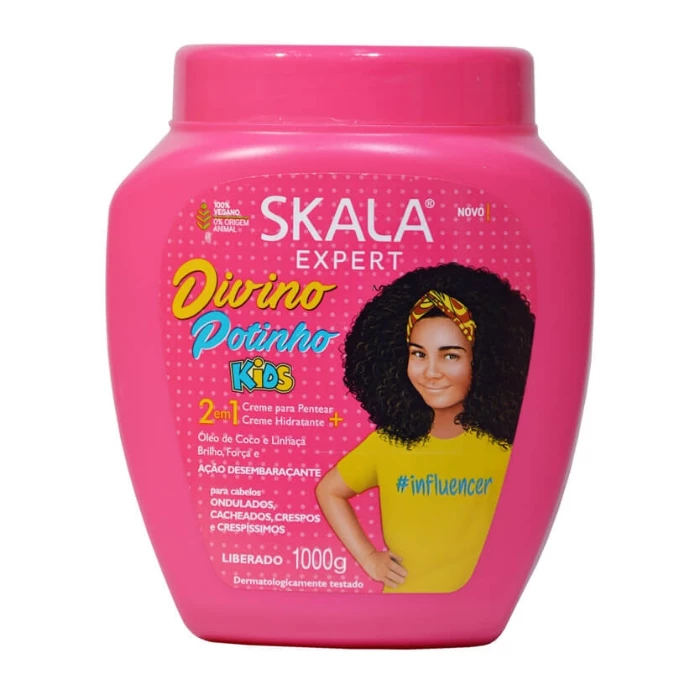 100%
VEGANO
0% ORIGEM
ANIMAL
SKALA®
NOVO
EXPERT
Divino
Potinho
KIDS
2 em 1 Creme para Pentear +
Creme Hidratante
Óleo de Coco e Linhaça
Brilho, Força e
AÇÃO DESEMBARAÇANTE
para cabelos
ONDULADOS,
CACHEADOS, CRESPOS
e CRESPÍSSIMOS
LIBERADO 1000g
Dermatologicamente testado
#influencer